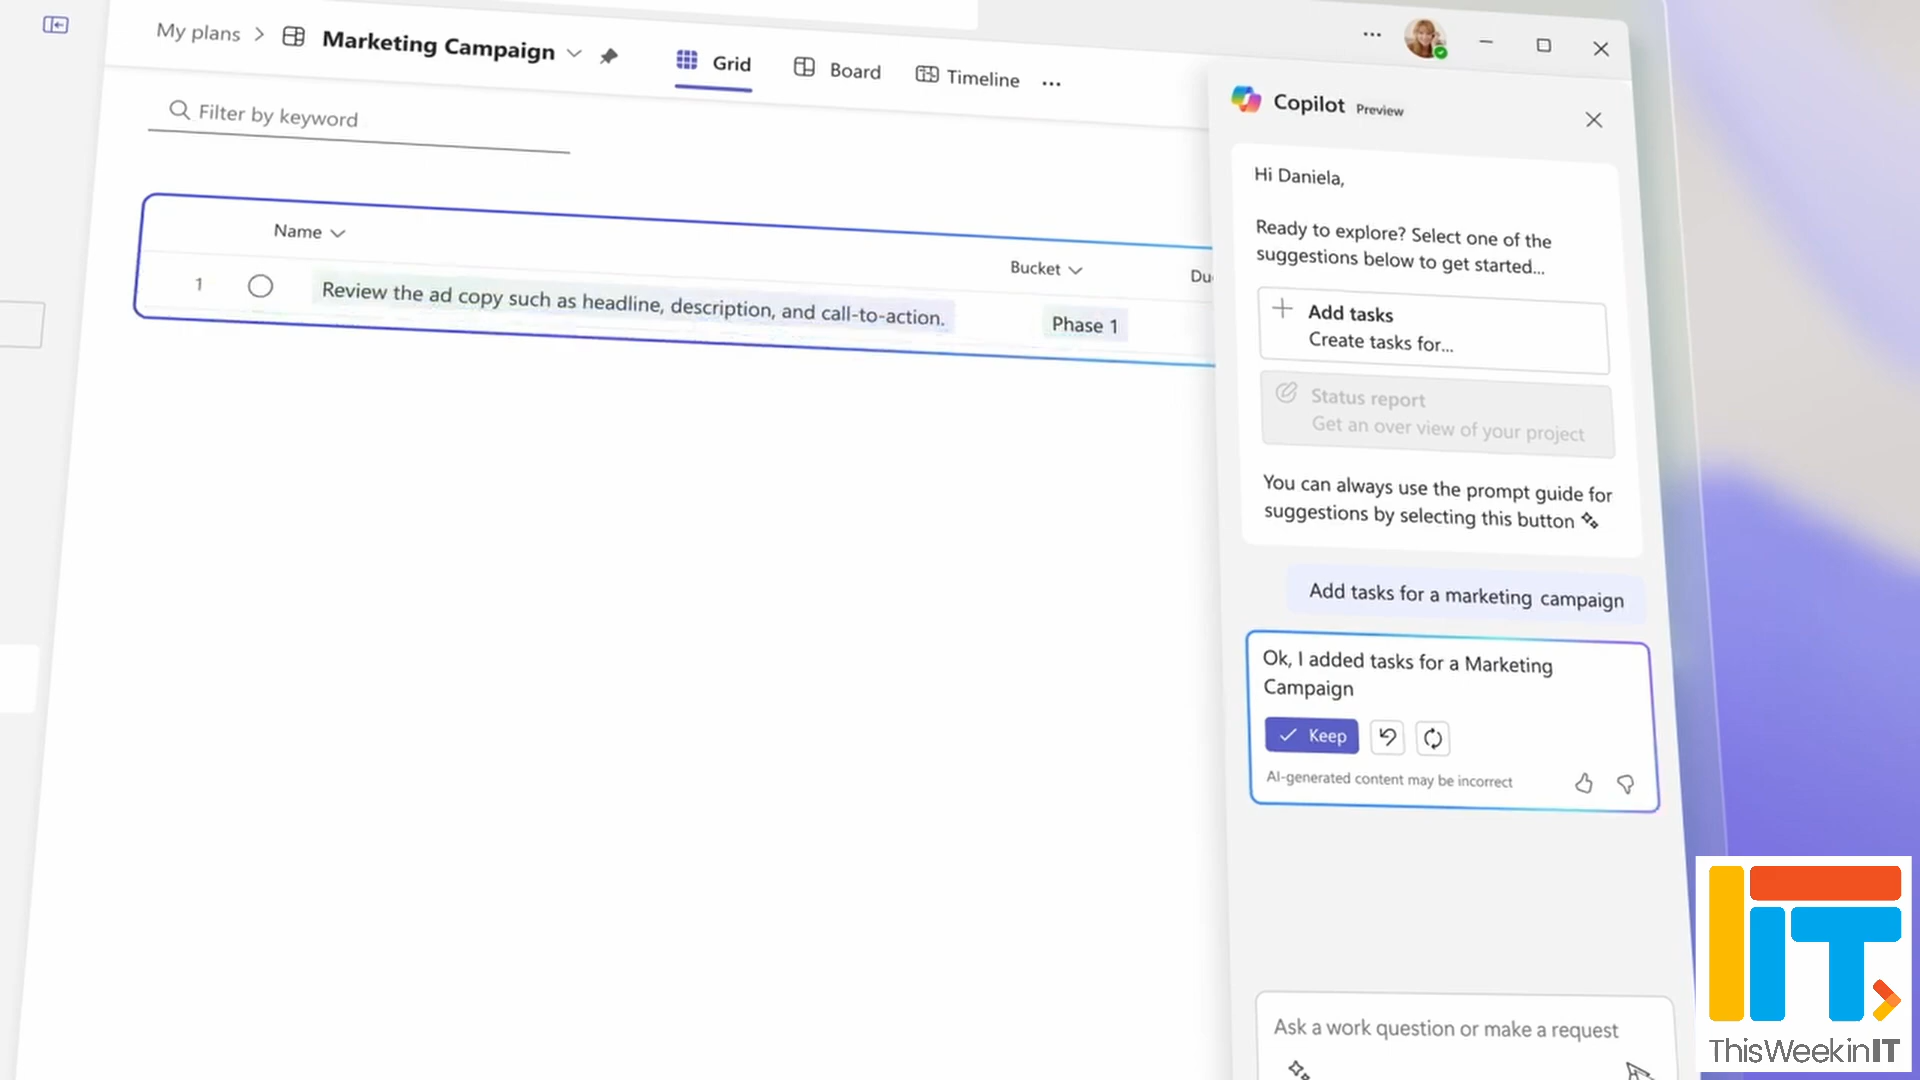 My plans > Marketing Campaign
Grid
Board
Timeline
Filter by keyword
Name
Bucket
1
Review the ad copy such as headline, description, and call-to-action.
Phase 1
Copilot Preview
Hi Daniela,
Ready to explore? Select one of the
suggestions below to get started...
Add tasks
Create tasks for...
Status report
Get an over view of your project
You can always use the prompt guide for
suggestions by selecting this button
Add tasks for a marketing campaign
Ok, I added tasks for a Marketing
Campaign
Keep
AI-generated content may be incorrect
Ask a work question or make a request
IT
ThisWeekinIT